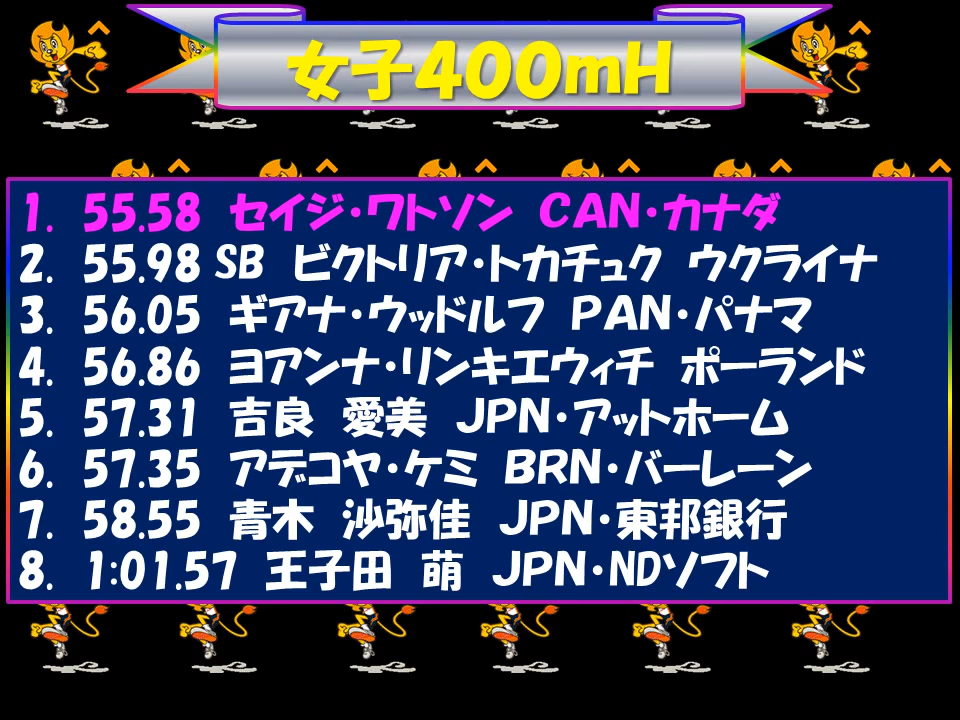 女子400mH
1. 55.58 セイジ・ワトソン CAN・カナダ
2. 55.98 SB ビクトリア・トカチュク ウクライナ
3. 56.05 ギアナ・ウッドルフ PAN・パナマ
4. 56.86 ヨアンナ・リンキエウィチ ポーランド
5. 57.31 吉良 愛美 JPN・アットホーム
6. 57.35 アデコヤ・ケミ BRN・バーレーン
7. 58.55 青木 沙弥佳 JPN・東邦銀行
8. 1:01.57 王子田 萌 JPN・NDソフト